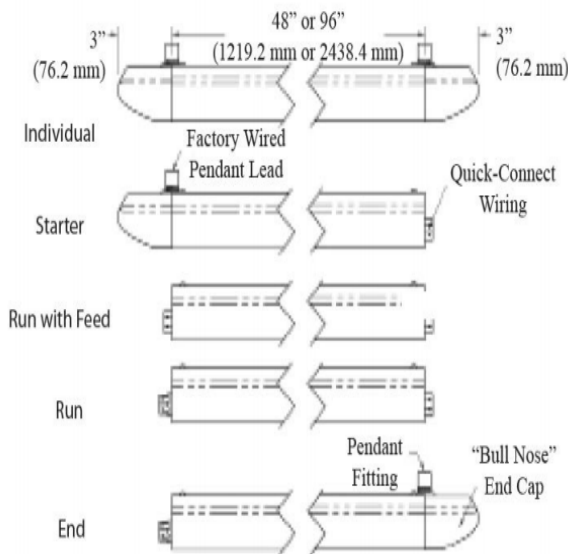 48” or 96”
3”
3”
(1219.2 mm or 2438.4 mm)
(76.2 mm)
(76.2 mm)
Individual
Factory Wired
Pendant Lead
Quick-Connect
Wiring
Starter
Run with Feed
Run
Pendant
Fitting
“Bull Nose”
End Cap
End